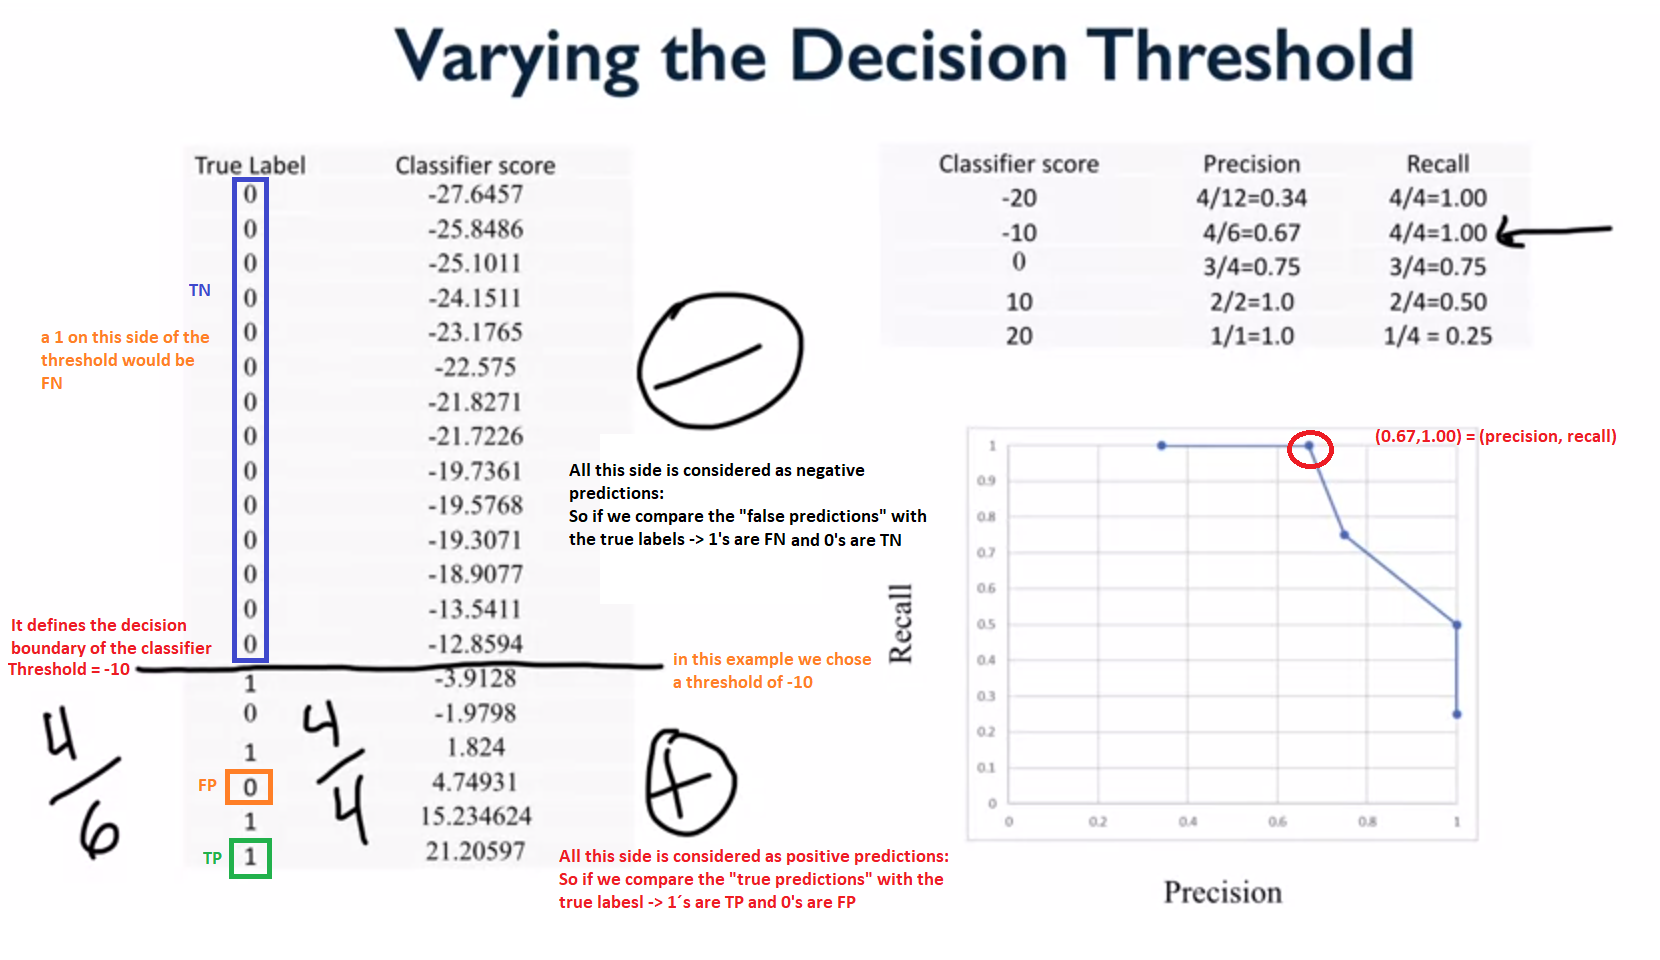 Varying the Decision Threshold
True Label Classifier score
0 -27.6457
0 -25.8486
0 -25.1011
0 -24.1511
0 -23.1765
0 -22.575
0 -21.8271
0 -21.7226
0 -19.7361
0 -19.5768
0 -19.3071
0 -18.9077
0 -13.5411
0 -12.8594
1 -3.9128
0 -1.9798
1 1.824
0 4.74931
1 15.234624
1 21.20597
TN
a 1 on this side of the
threshold would be
FN
It defines the decision
boundary of the classifier
Threshold = -10
4/6
4/4
FP
TP
−
All this side is considered as negative
predictions:
So if we compare the "false predictions" with
the true labels -> 1's are FN and 0's are TN
in this example we chose
a threshold of -10
+
All this side is considered as positive predictions:
So if we compare the "true predictions" with the
true labesl -> 1´s are TP and 0's are FP
Classifier score Precision Recall
-20 4/12=0.34 4/4=1.00
-10 4/6=0.67 4/4=1.00
0 3/4=0.75 3/4=0.75
10 2/2=1.0 2/4=0.50
20 1/1=1.0 1/4 = 0.25
(0.67,1.00) = (precision, recall)
1
0.9
0.8
0.7
0.6
0.5
0.4
0.3
0.2
0.1
0
0 0.2 0.4 0.6 0.8 1
Recall
Precision